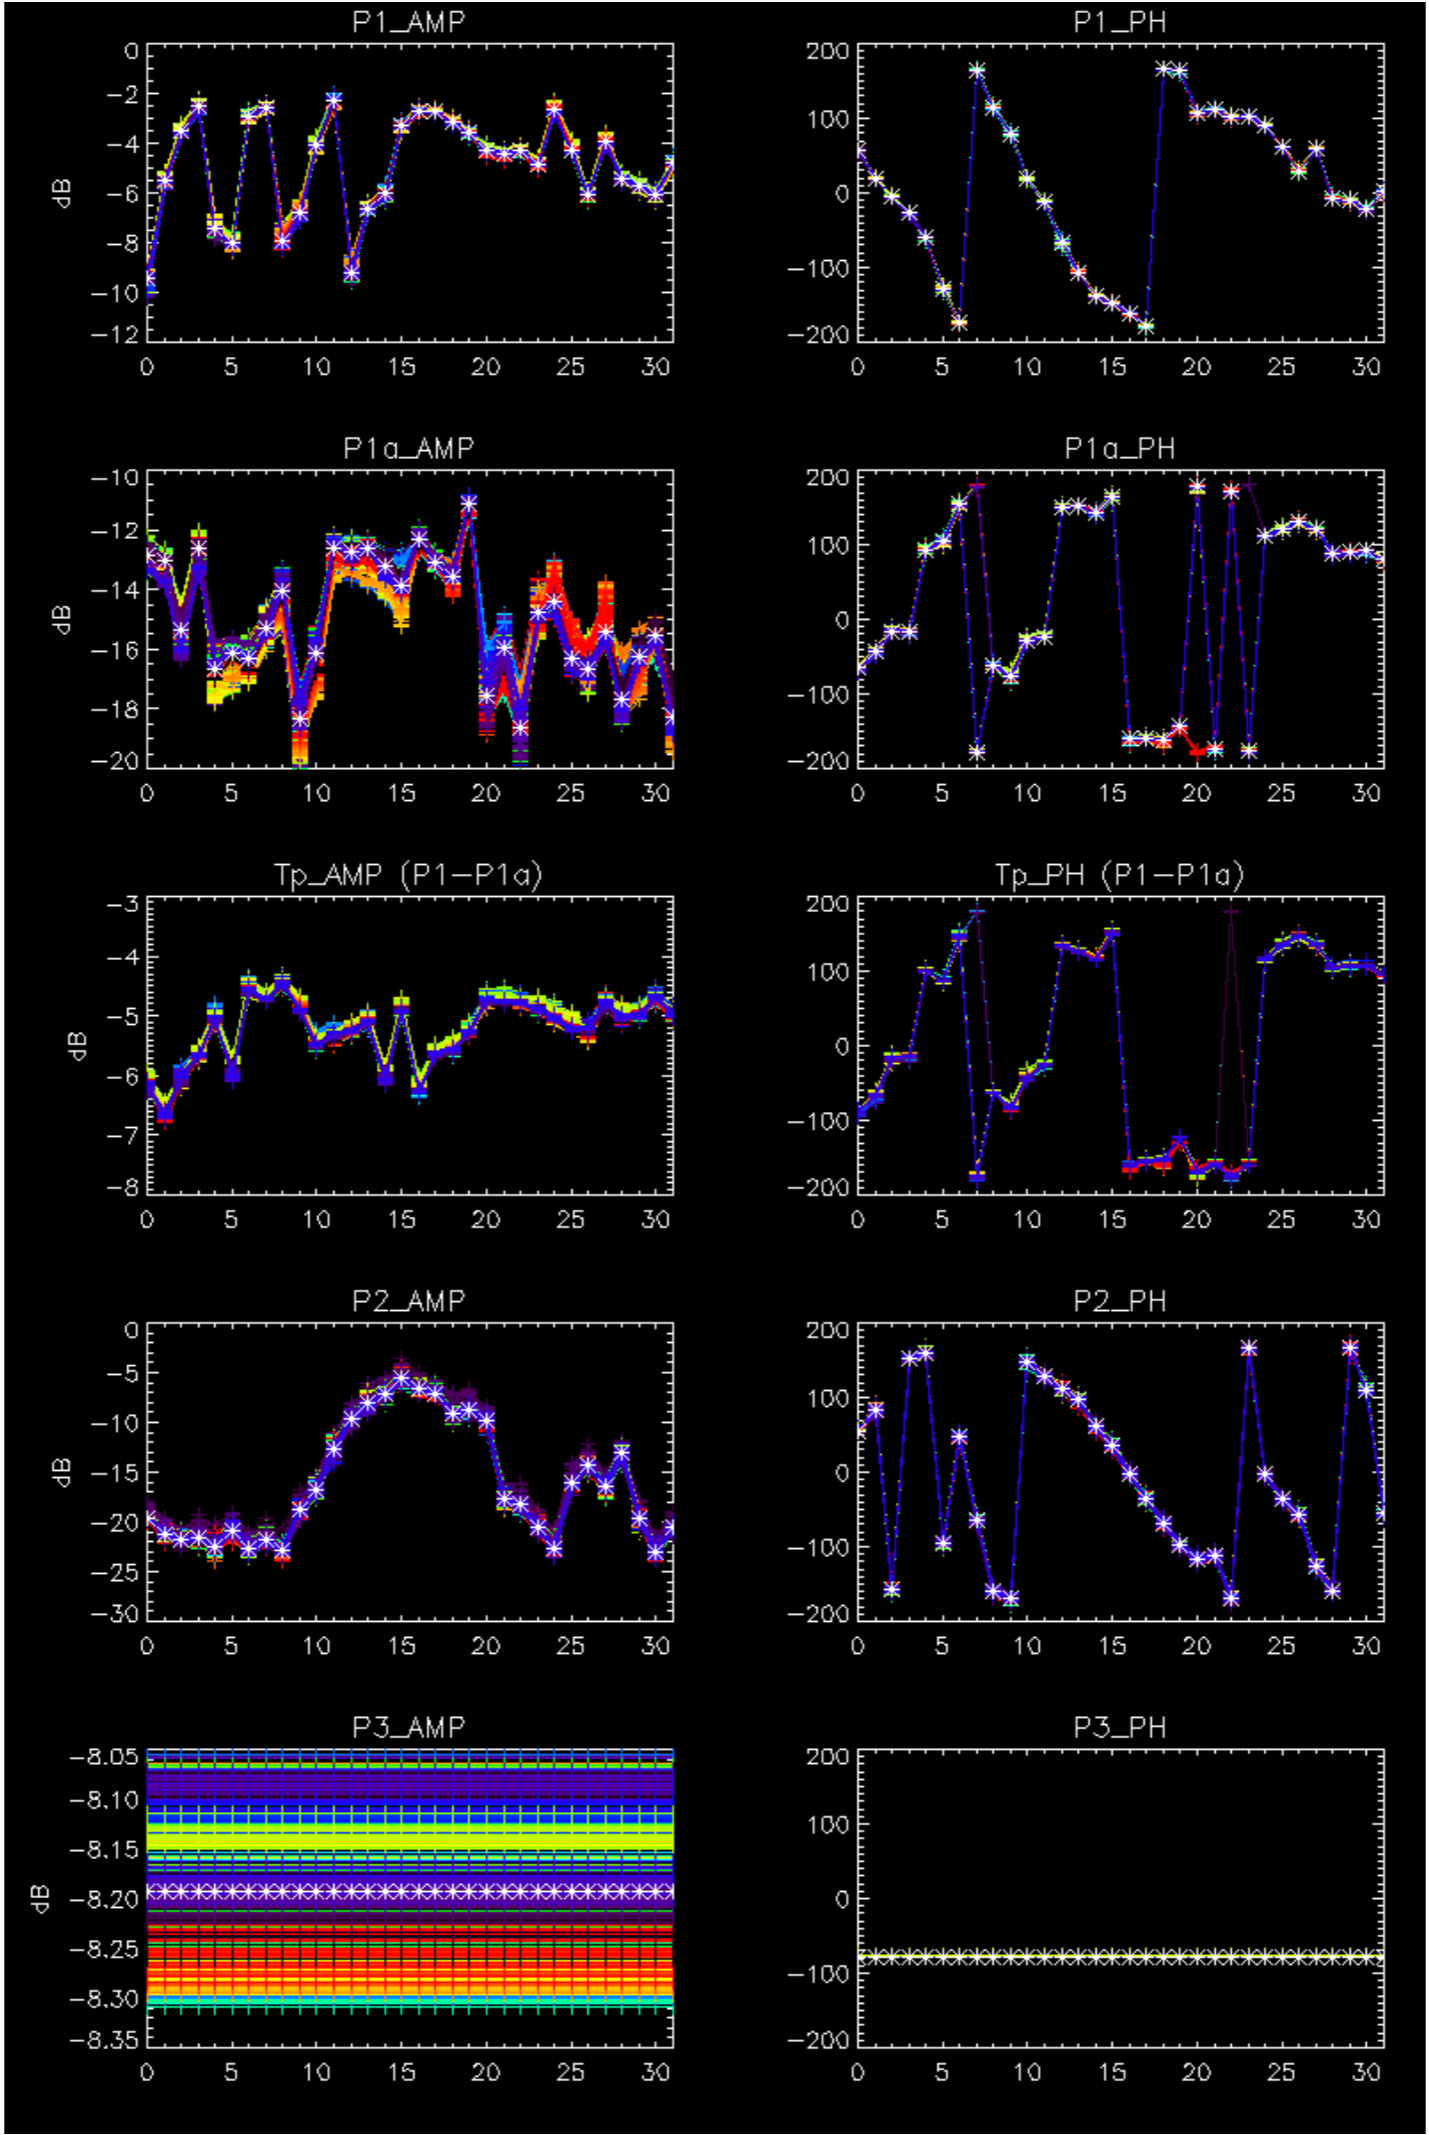 P1_AMP P1_PH
0 200
−2 100
−4
dB
0
−6
−8 −100
−10
−12 −200
0 5 10 15 20 25 30 0 5 10 15 20 25 30
P1a_AMP P1a_PH
−10 200
−12 100
−14
dB
0
−16
−18 −100
−20 −200
0 5 10 15 20 25 30 0 5 10 15 20 25 30
Tp_AMP (P1−P1a) Tp_PH (P1−P1a)
−3 200
−4 100
−5
dB
0
−6
−7 −100
−8 −200
0 5 10 15 20 25 30 0 5 10 15 20 25 30
P2_AMP P2_PH
0 200
−5 100
−10
dB
−15 0
−20 −100
−25
−30 −200
0 5 10 15 20 25 30 0 5 10 15 20 25 30
P3_AMP P3_PH
−8.05 200
−8.10 100
−8.15
dB
−8.20 0
−8.25 −100
−8.30
−8.35 −200
0 5 10 15 20 25 30 0 5 10 15 20 25 30